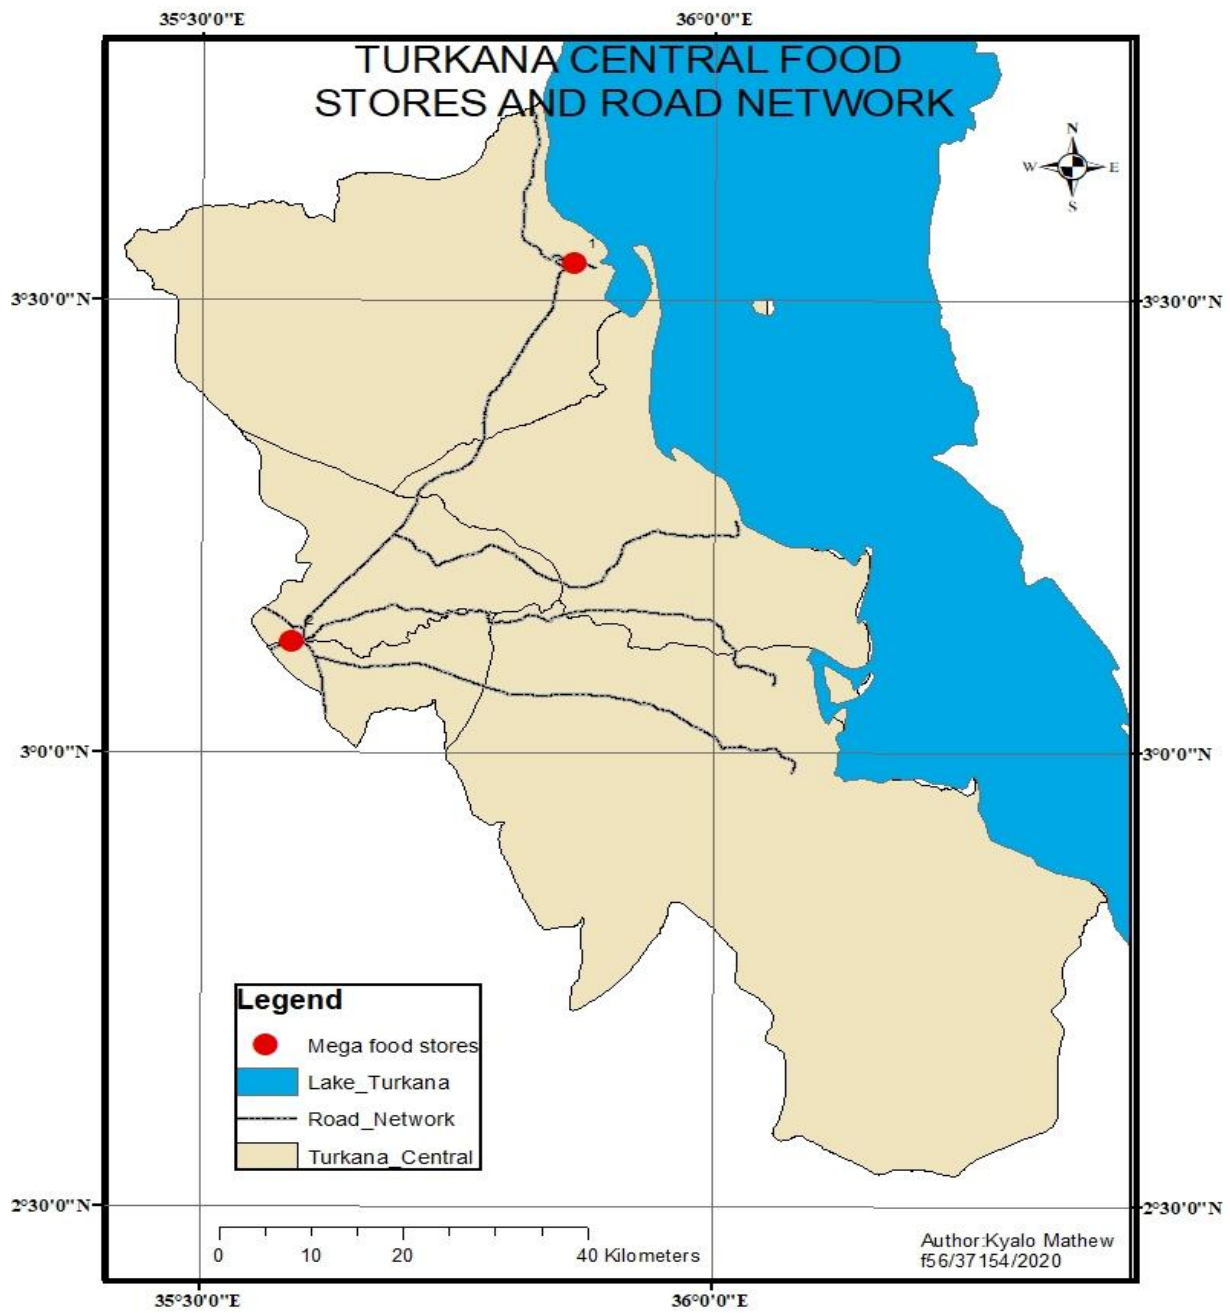 35°30'0"E 36°0'0"E
TURKANA CENTRAL FOOD
STORES AND ROAD NETWORK
N
W E
S
1
3°30'0"N 3°30'0"N
2
3°0'0"N 3°0'0"N
Legend
Mega food stores
Lake_Turkana
Road_Network
Turkana_Central
2°30'0"N 2°30'0"N
0 10 20 40 Kilometers
Author:Kyalo Mathew
f56/37154/2020
35°30'0"E 36°0'0"E